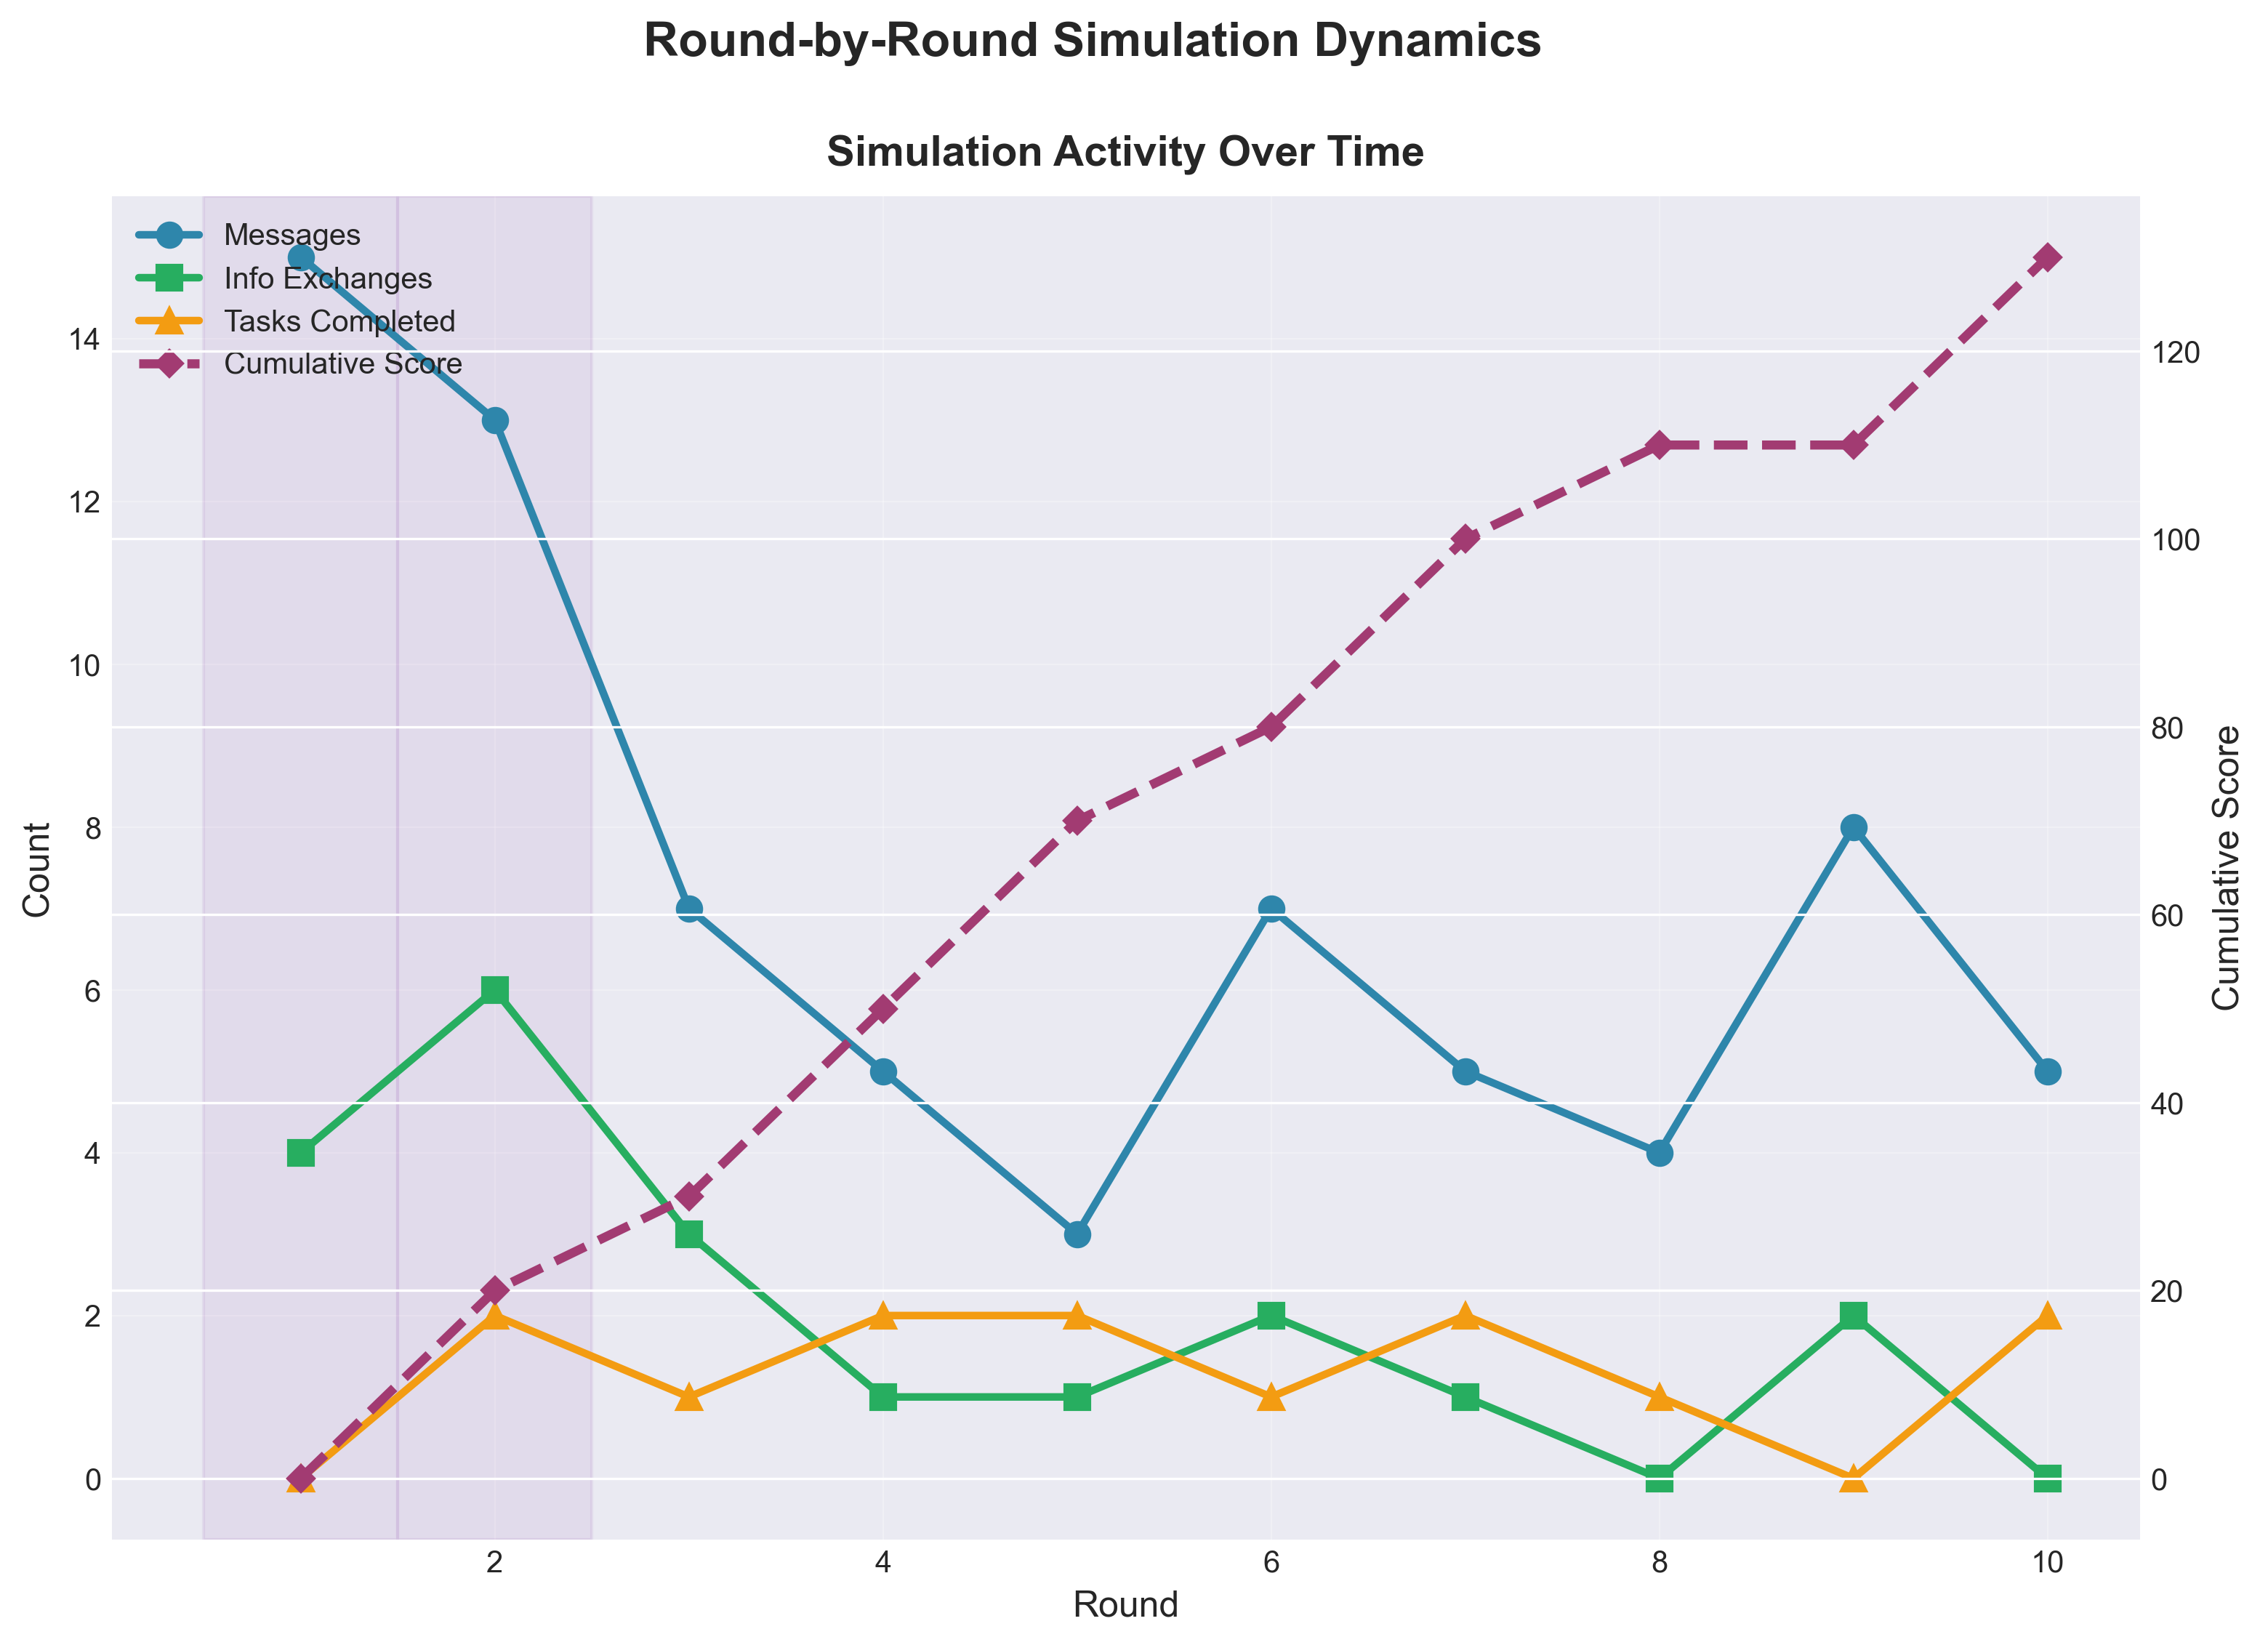 Round-by-Round Simulation Dynamics
Simulation Activity Over Time
Messages
Info Exchanges
Tasks Completed
Cumulative Score
14
12
10
8
6
4
2
0
Count
120
100
80
60
40
20
0
Cumulative Score
2 4 6 8 10
Round